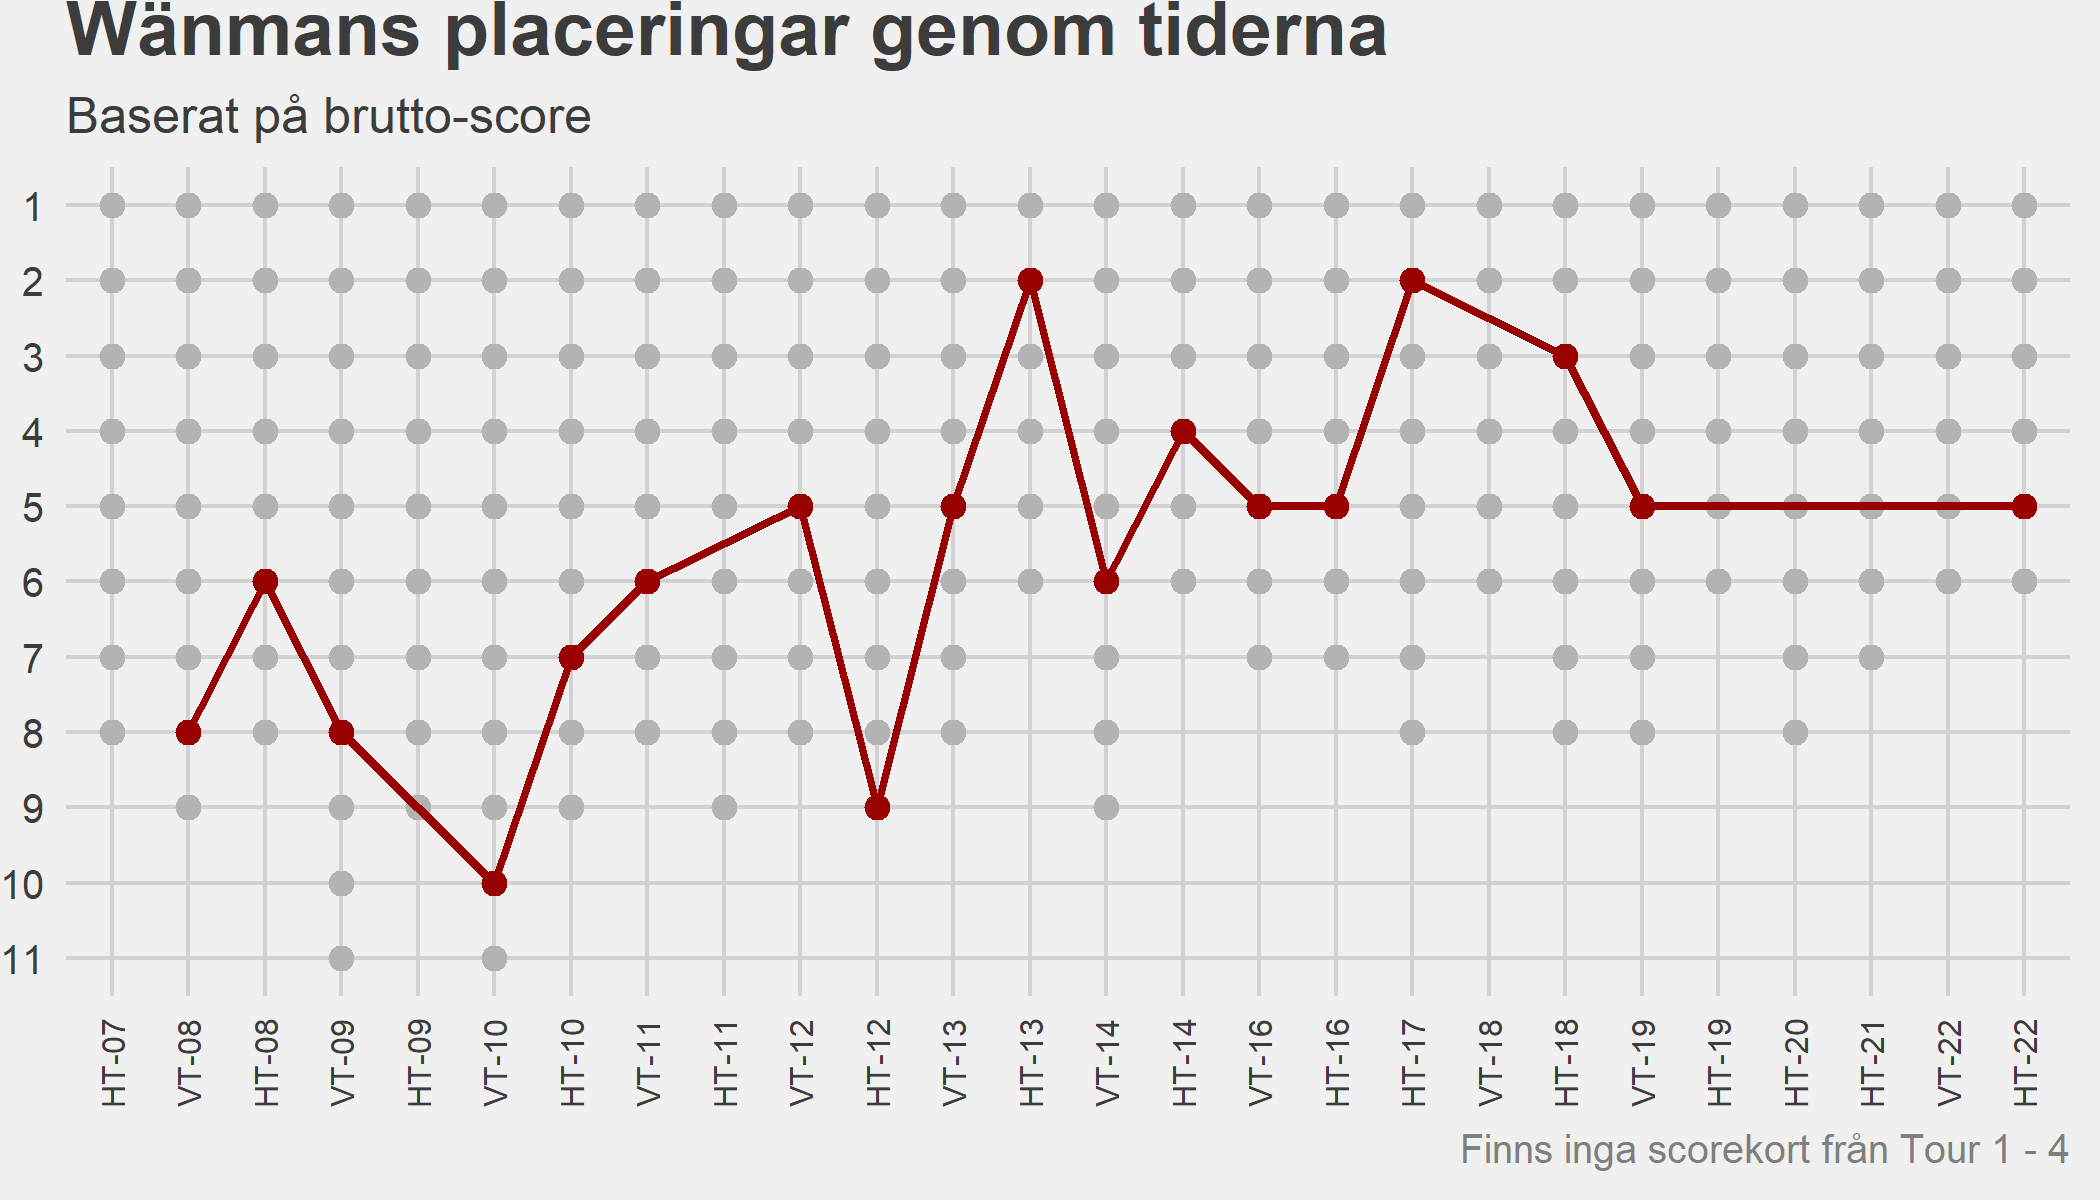 Wänmans placeringar genom tiderna
Baserat på brutto-score
1
2
3
4
5
6
7
8
9
10
11
HT-07
VT-08
HT-08
VT-09
HT-09
VT-10
HT-10
VT-11
HT-11
VT-12
HT-12
VT-13
HT-13
VT-14
HT-14
VT-16
HT-16
HT-17
VT-18
HT-18
VT-19
HT-19
HT-20
HT-21
VT-22
HT-22
Finns inga scorekort från Tour 1 - 4